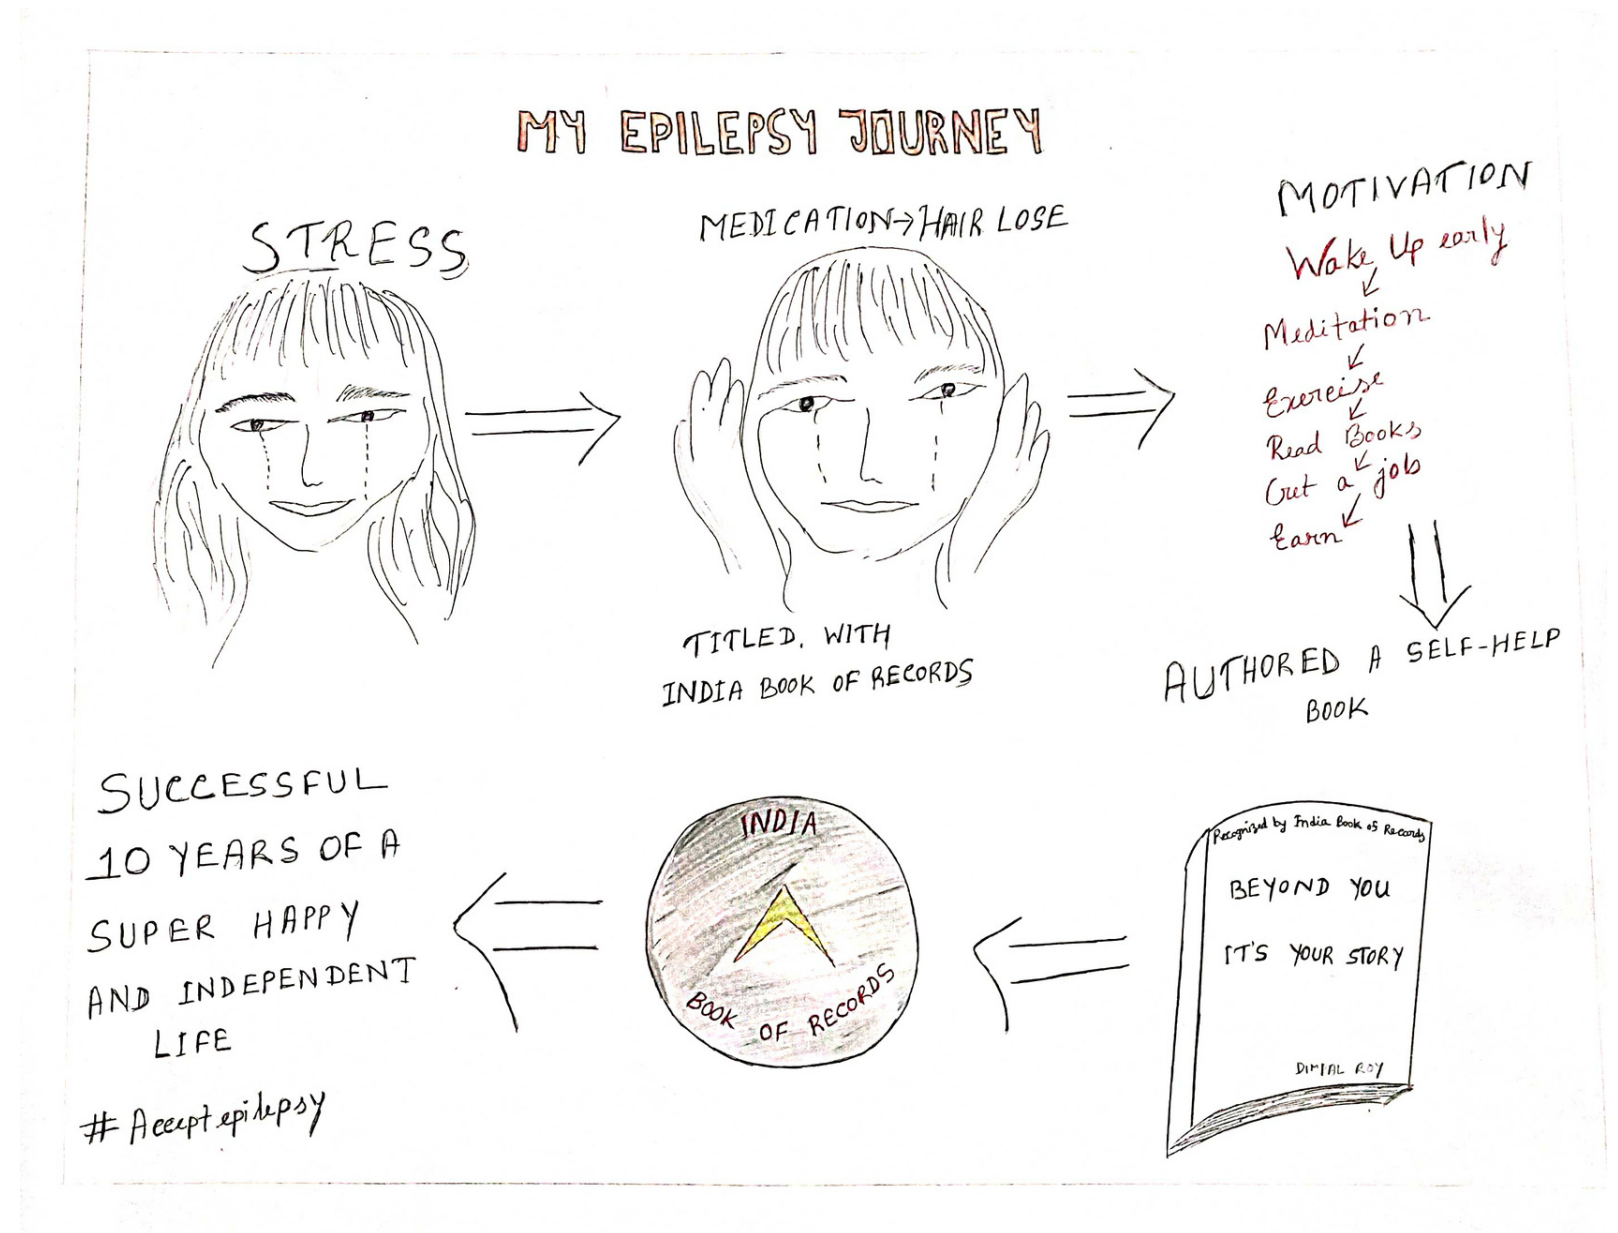 MY EPILEPSY JOURNEY
STRESS
MEDICATION→HAIR LOSE
MOTIVATION
Wake Up early
Meditation
Exercise
Read Books
Get a job
Earn
AUTHORED A SELF-HELP
BOOK
Recognized by India Book of Records
BEYOND YOU
IT'S YOUR STORY
ROY
TITLED. WITH
INDIA BOOK OF RECORDS
INDIA
BOOK OF RECORDS
SUCCESSFUL
10 YEARS OF A
SUPER HAPPY
AND INDEPENDENT
LIFE
#Acceptepilepsy